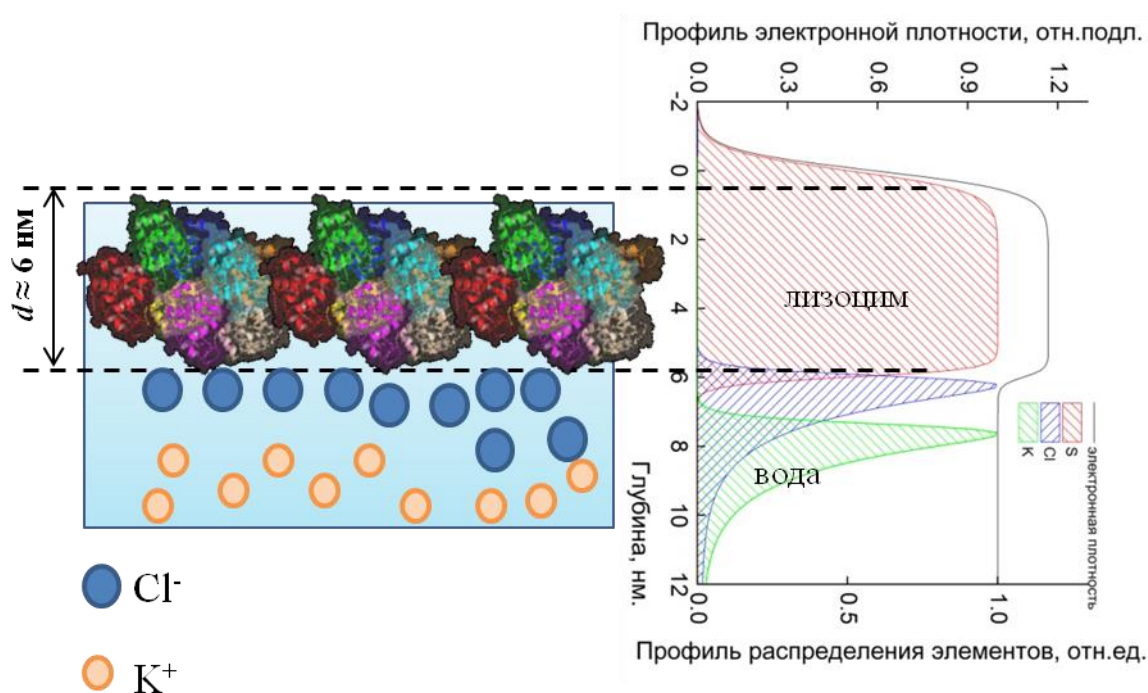 Профиль электронной плотности, отн.подл.
0.0 0.3 0.6 0.9 1.2
-2
0
2
4
6
8
10
12
d ≈ 6 нм
лизоцим
вода
Глубина, нм.
электронная плотность
S
Cl
K
0.0 0.5 1.0
Профиль распределения элементов, отн.ед.
Cl-
K+